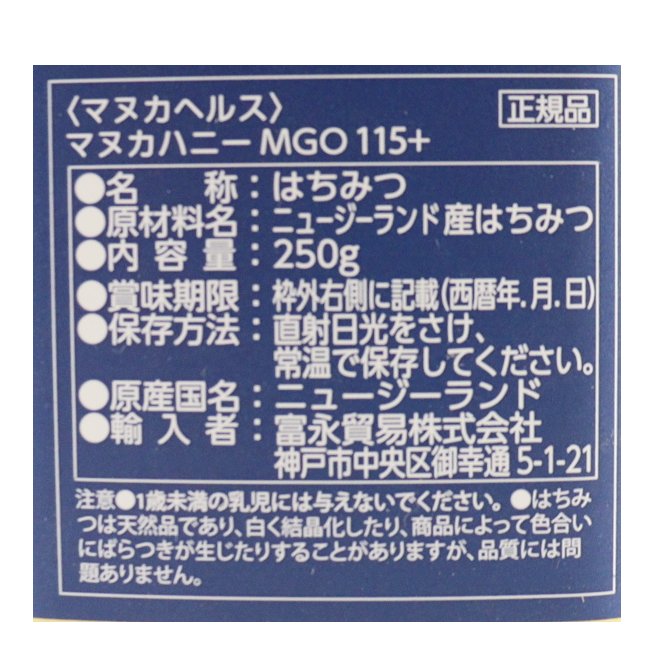 〈マヌカヘルス〉
正規品
マヌカハニー MGO 115+
●名 称：はちみつ
●原材料名：ニュージーランド産はちみつ
●内容量：250g
●賞味期限：枠外右側に記載(西暦年.月.日)
●保存方法：直射日光をさけ、
常温で保存してください。
●原産国名：ニュージーランド
●輸入者：富永貿易株式会社
神戸市中央区御幸通 5-1-21
注意●1歳未満の乳児には与えないでください。●はちみ
つは天然品であり、白く結晶化したり、商品によって色合い
にばらつきが生じたりすることがありますが、品質には問
題ありません。